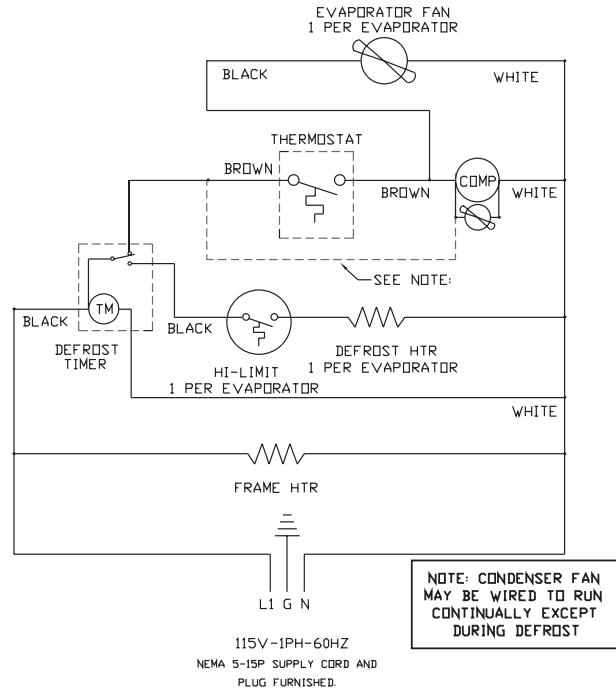 EVAPORATOR FAN
1 PER EVAPORATOR
BLACK
WHITE
THERMOSTAT
BROWN
BROWN
COMP
WHITE
SEE NOTE:
TM
BLACK
BLACK
DEFROST
TIMER
HI-LIMIT
1 PER EVAPORATOR
DEFROST HTR
1 PER EVAPORATOR
WHITE
FRAME HTR
L1 G N
NOTE: CONDENSER FAN
MAY BE WIRED TO RUN
CONTINUALLY EXCEPT
DURING DEFROST
115V-1PH-60HZ
NEMA 5-15P SUPPLY CORD AND
PLUG FURNISHED.